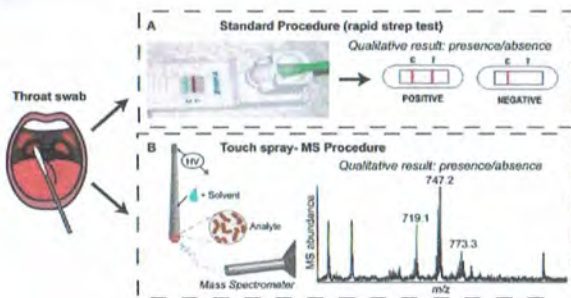 Throat swab
A
Standard Procedure (rapid strep test)
Qualitative result: presence/absence
C T
C T
POSITIVE
NEGATIVE
B
Touch spray- MS Procedure
HV
+ Solvent
Analyte
Mass Spectrometer
Qualitative result: presence/absence
747.2
719.1
773.3
MS abundance
m/z